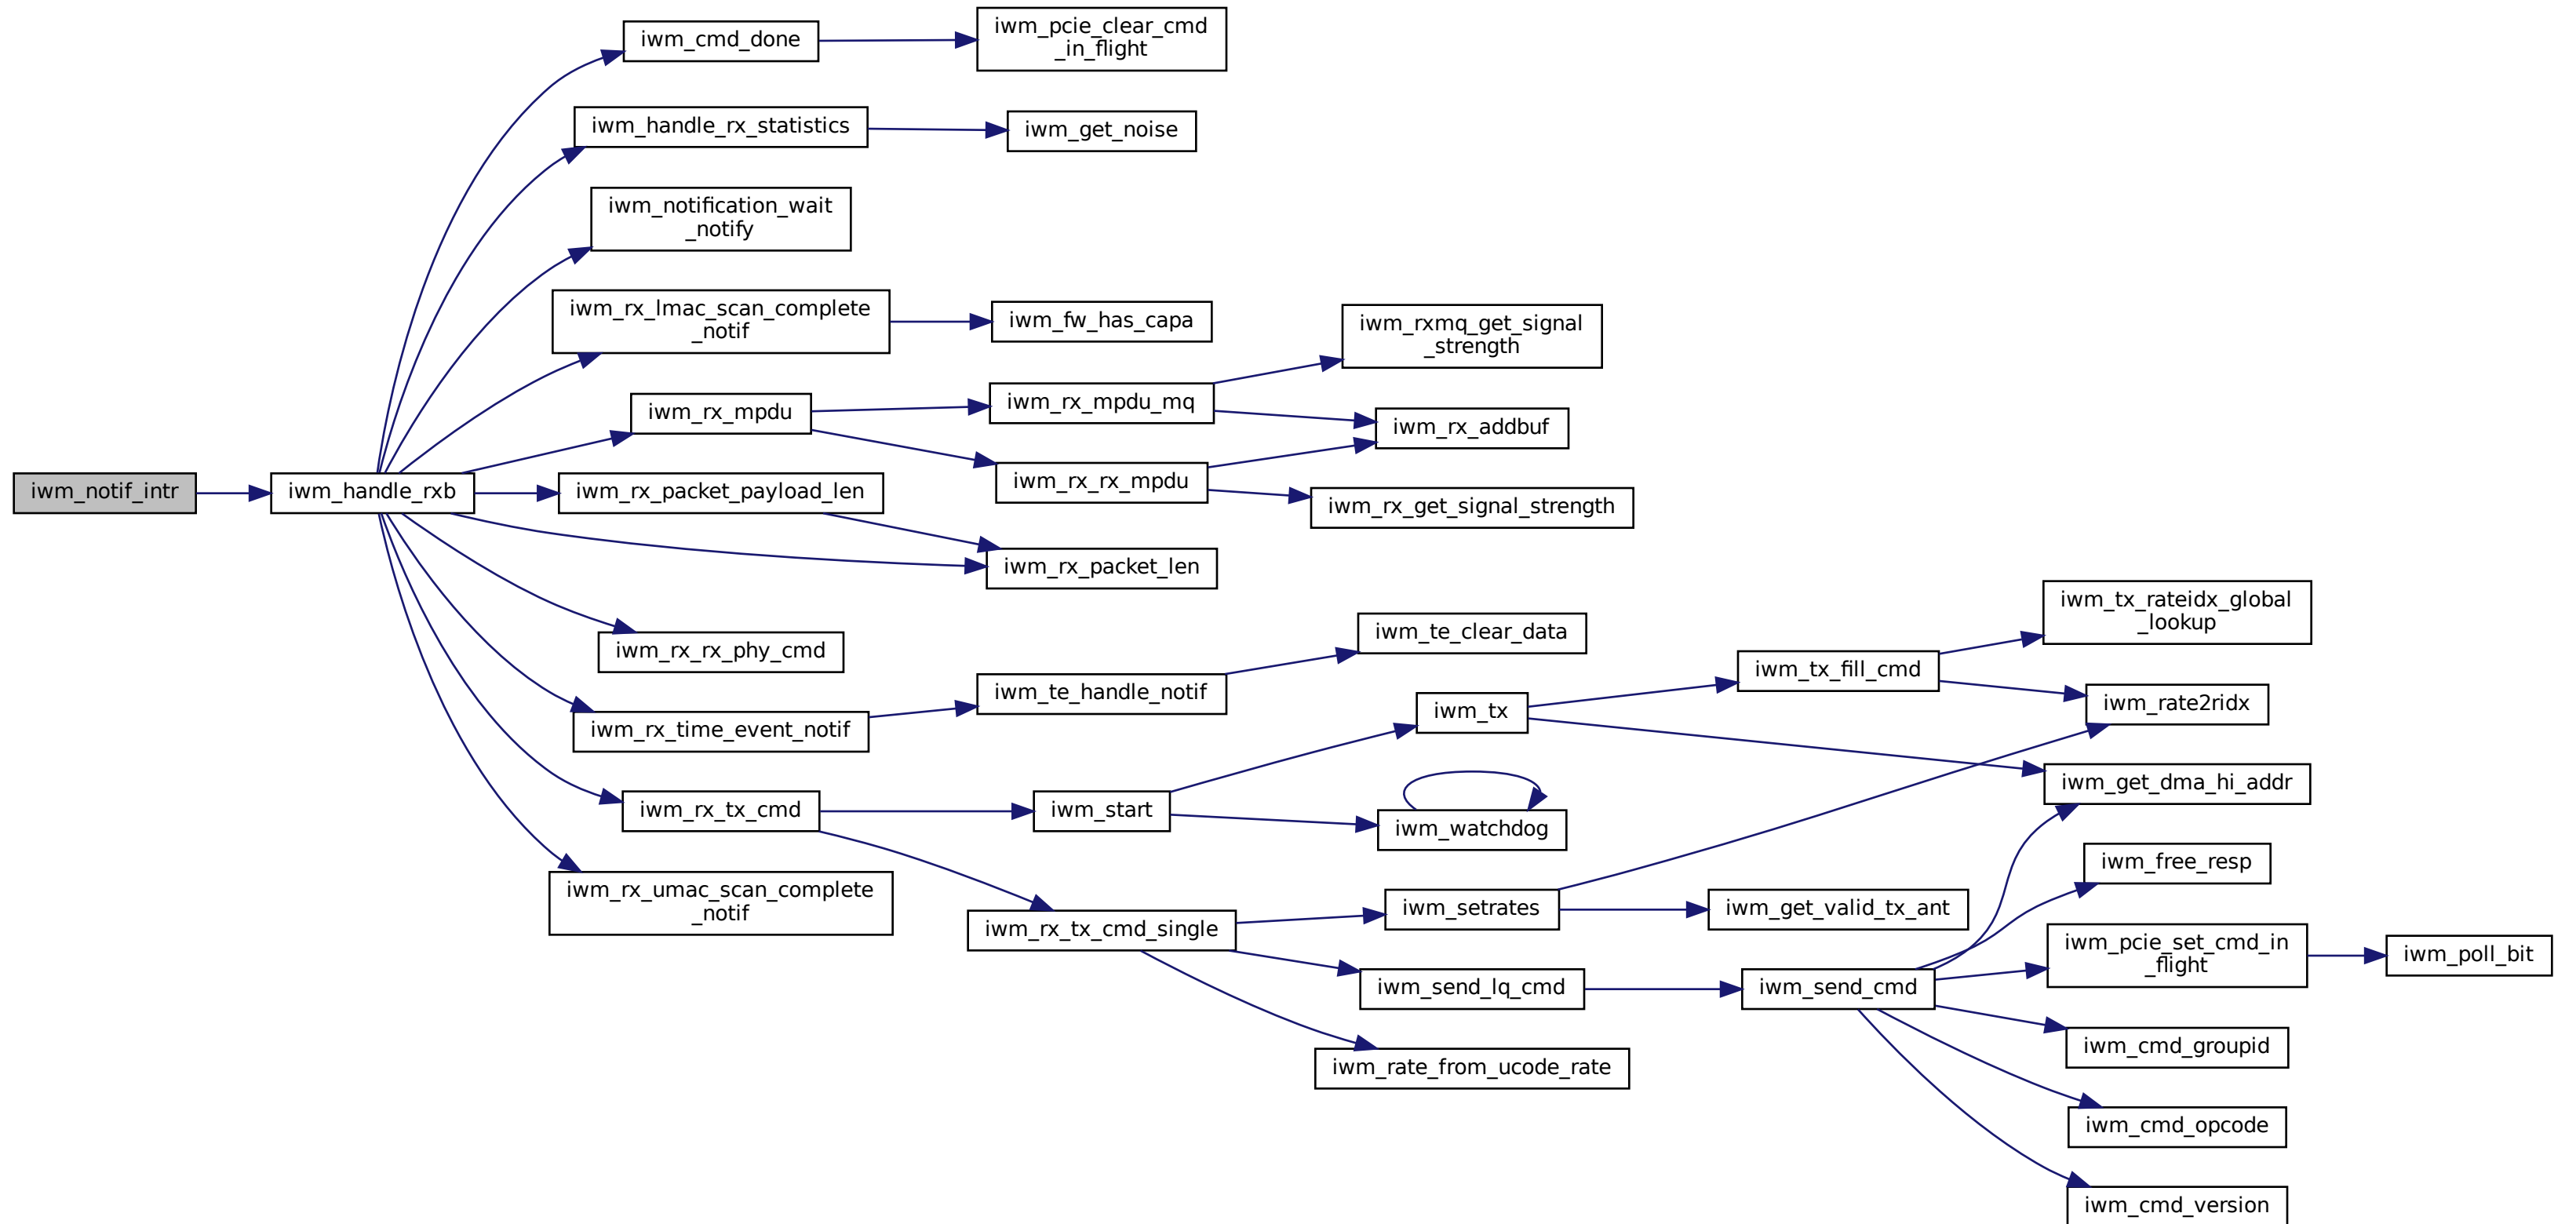 iwm_cmd_done
iwm_pcie_clear_cmd
_in_flight
iwm_handle_rx_statistics
iwm_get_noise
iwm_notification_wait
_notify
iwm_rx_lmac_scan_complete
_notif
iwm_fw_has_capa
iwm_rxmq_get_signal
_strength
iwm_rx_mpdu
iwm_rx_mpdu_mq
iwm_rx_addbuf
iwm_notif_intr
iwm_handle_rxb
iwm_rx_packet_payload_len
iwm_rx_rx_mpdu
iwm_rx_get_signal_strength
iwm_rx_packet_len
iwm_rx_rx_phy_cmd
iwm_te_clear_data
iwm_tx_rateidx_global
_lookup
iwm_rx_time_event_notif
iwm_te_handle_notif
iwm_tx
iwm_tx_fill_cmd
iwm_rate2ridx
iwm_get_dma_hi_addr
iwm_rx_tx_cmd
iwm_start
iwm_watchdog
iwm_free_resp
iwm_rx_umac_scan_complete
_notif
iwm_rx_tx_cmd_single
iwm_setrates
iwm_get_valid_tx_ant
iwm_pcie_set_cmd_in
_flight
iwm_poll_bit
iwm_send_lq_cmd
iwm_send_cmd
iwm_cmd_groupid
iwm_rate_from_ucode_rate
iwm_cmd_opcode
iwm_cmd_version